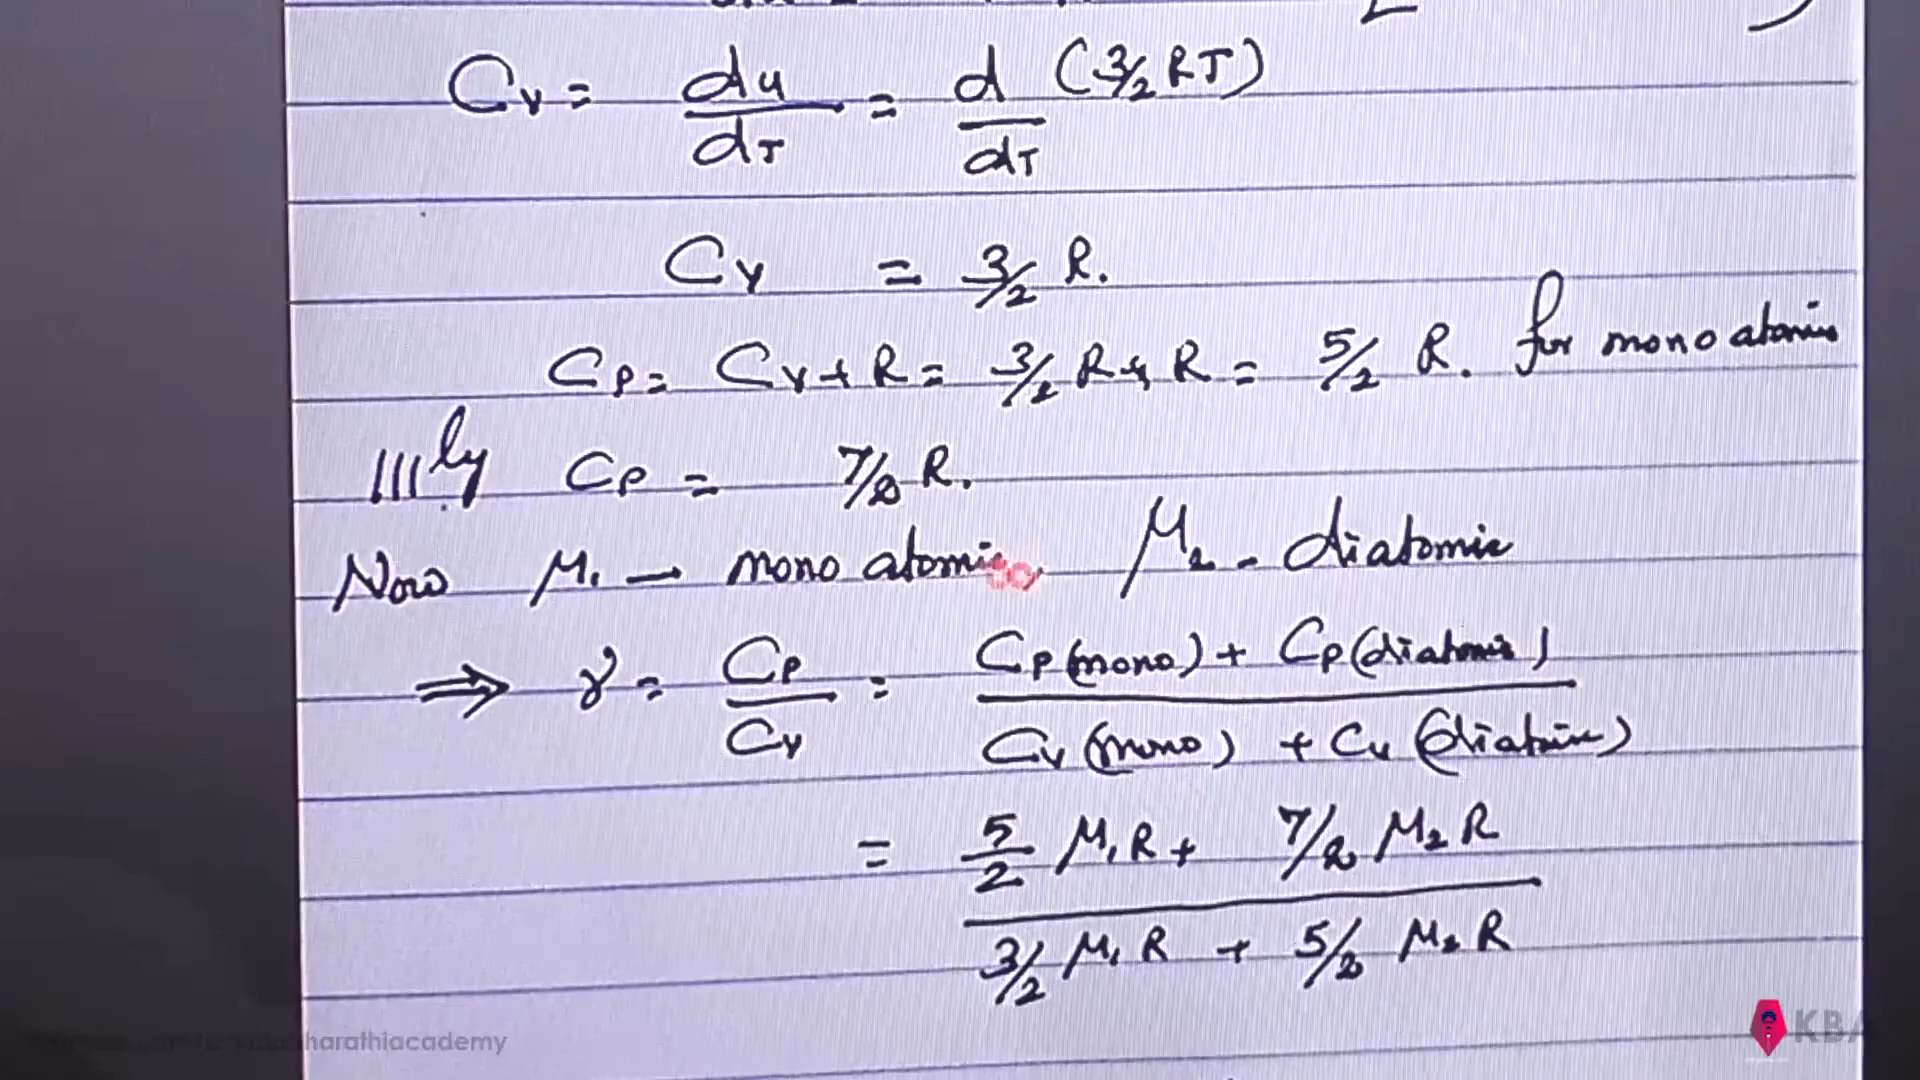 Cv = du/dT = d/dT (3/2 RT)
Cv = 3/2 R.
Cp = Cv + R = 3/2 R + R = 5/2 R. for mono atomic
|||ly Cp = 7/2 R.
Now μ1 → mono atomic, μ2 - diatomic
⇒ γ = Cp/Cv = Cp(mono) + Cp(diatomic) / Cv(mono) + Cv(diatomic)
= 5/2 μ1R + 7/2 μ2R / 3/2 μ1R + 5/2 μ2R
harathiacademy
KBA